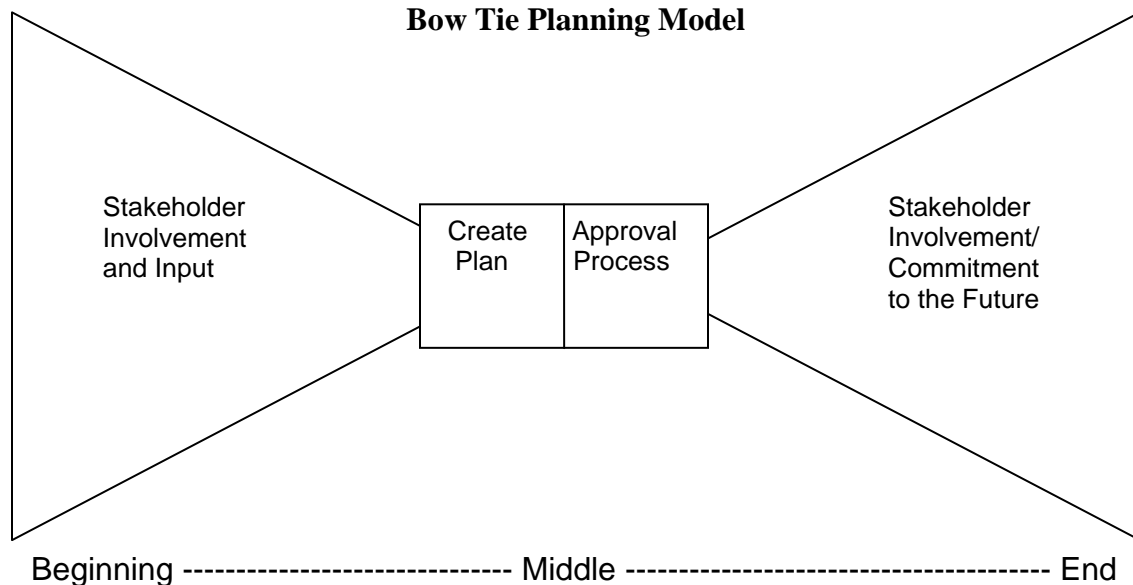 Bow Tie Planning Model
Stakeholder
Involvement
and Input
Create
Plan
Approval
Process
Stakeholder
Involvement/
Commitment
to the Future
Beginning ------------------------------ Middle --------------------------------------- End